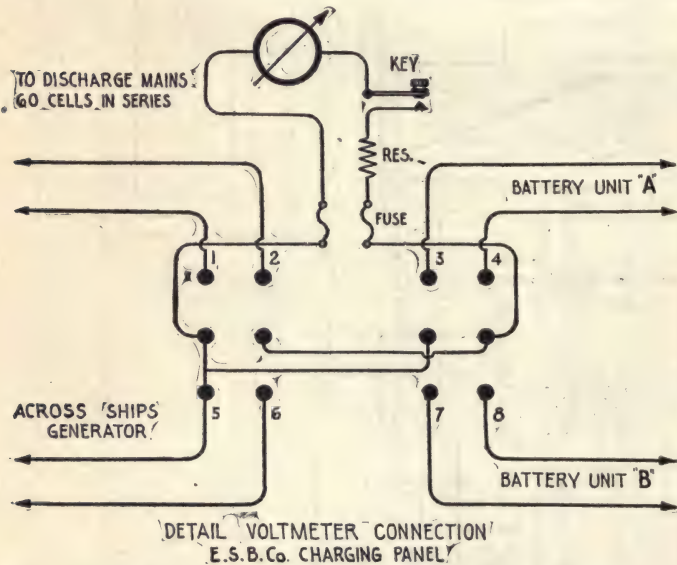 TO DISCHARGE MAINS
60 CELLS IN SERIES
KEY
RES.
BATTERY UNIT "A"
FUSE
1 2 3 4
ACROSS SHIPS
GENERATOR
5 6 7 8
BATTERY UNIT "B"
DETAIL VOLTMETER CONNECTION
E.S.B.Co. CHARGING PANEL